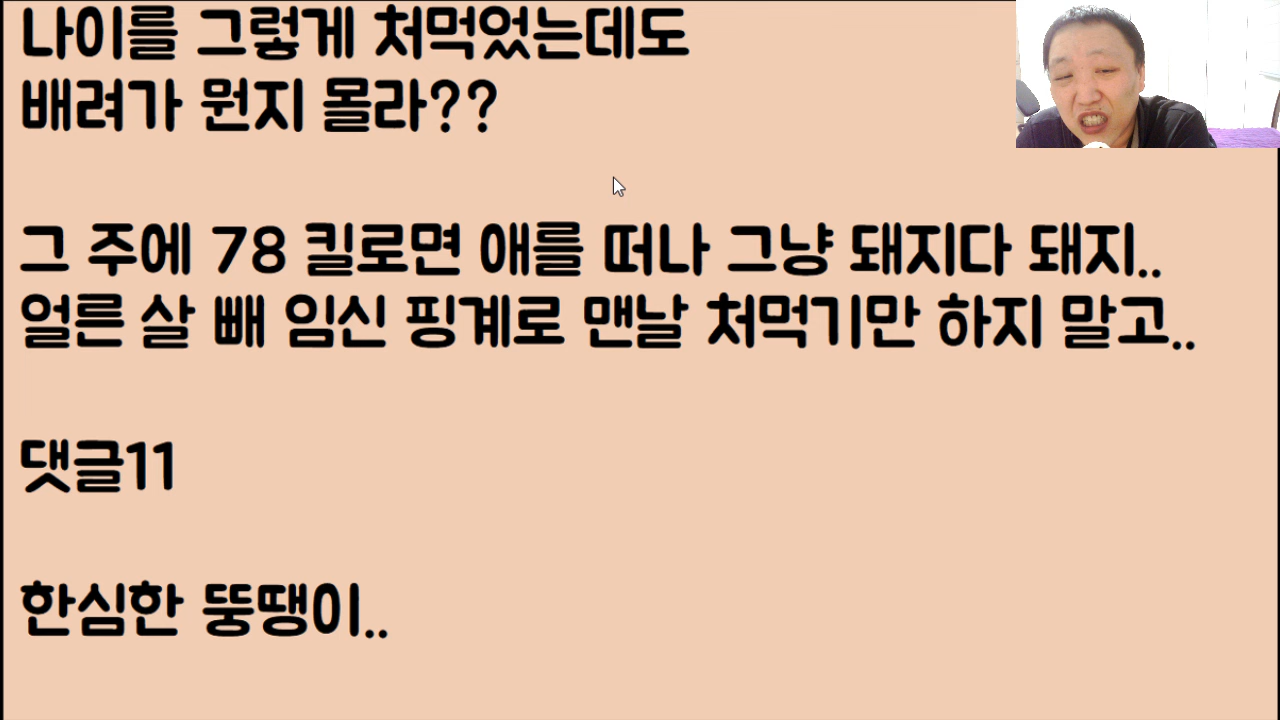 나이를 그렇게 처먹었는데도
배려가 뭔지 몰라??
그 주에 78 킬로면 애를 떠나 그냥 돼지다 돼지..
얼른 살 빼 임신 핑계로 맨날 처먹기만 하지 말고..
댓글11
한심한 뚱땡이..